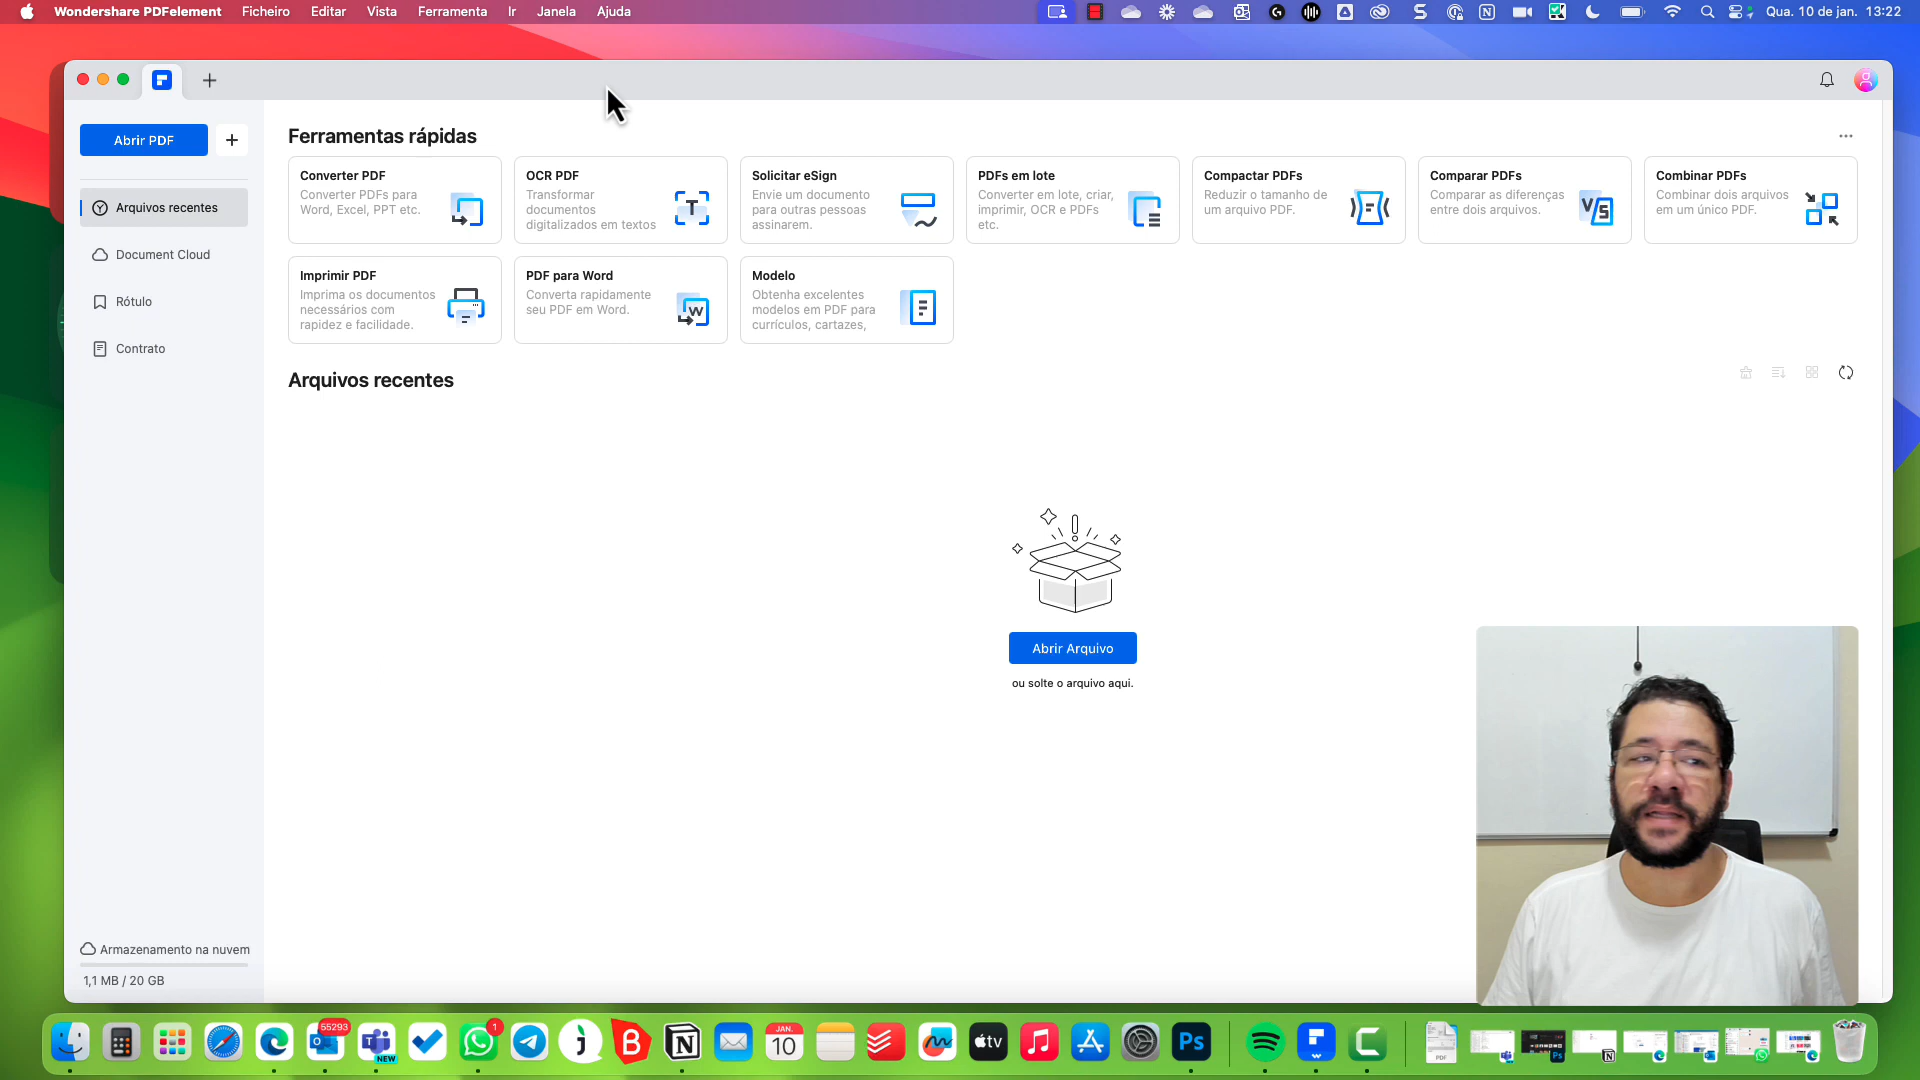 Wondershare PDFelement Ficheiro Editar Vista Ferramenta Ir Janela Ajuda
Qua. 10 de jan. 13:22
Abrir PDF
Arquivos recentes
Document Cloud
Rótulo
Contrato
Ferramentas rápidas
Converter PDF
Converter PDFs para
Word, Excel, PPT etc.
OCR PDF
Transformar
documentos
digitalizados em textos
Solicitar eSign
Envie um documento
para outras pessoas
assinarem.
PDFs em lote
Converter em lote, criar,
imprimir, OCR e PDFs
etc.
Compactar PDFs
Reduzir o tamanho de
um arquivo PDF.
Comparar PDFs
Comparar as diferenças
entre dois arquivos.
Combinar PDFs
Combinar dois arquivos
em um único PDF.
Imprimir PDF
Imprima os documentos
necessários com
rapidez e facilidade.
PDF para Word
Converta rapidamente
seu PDF em Word.
Modelo
Obtenha excelentes
modelos em PDF para
currículos, cartazes,
Arquivos recentes
Abrir Arquivo
ou solte o arquivo aqui.
Armazenamento na nuvem
1,1 MB / 20 GB
55293
NEW
1
JAN.
10
tv
Ps
PDF